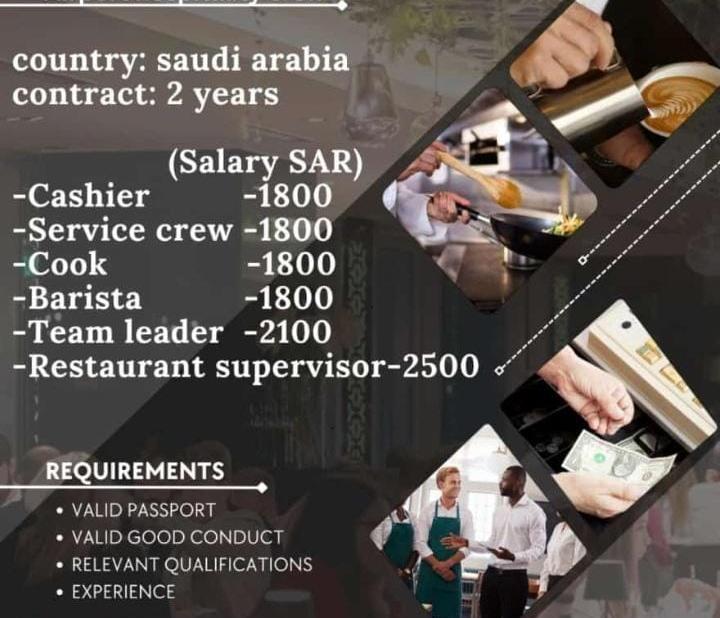 country: saudi arabia
contract: 2 years
(Salary SAR)
-Cashier -1800
-Service crew -1800
-Cook -1800
-Barista -1800
-Team leader -2100
-Restaurant supervisor-2500
REQUIREMENTS
• VALID PASSPORT
• VALID GOOD CONDUCT
• RELEVANT QUALIFICATIONS
• EXPERIENCE